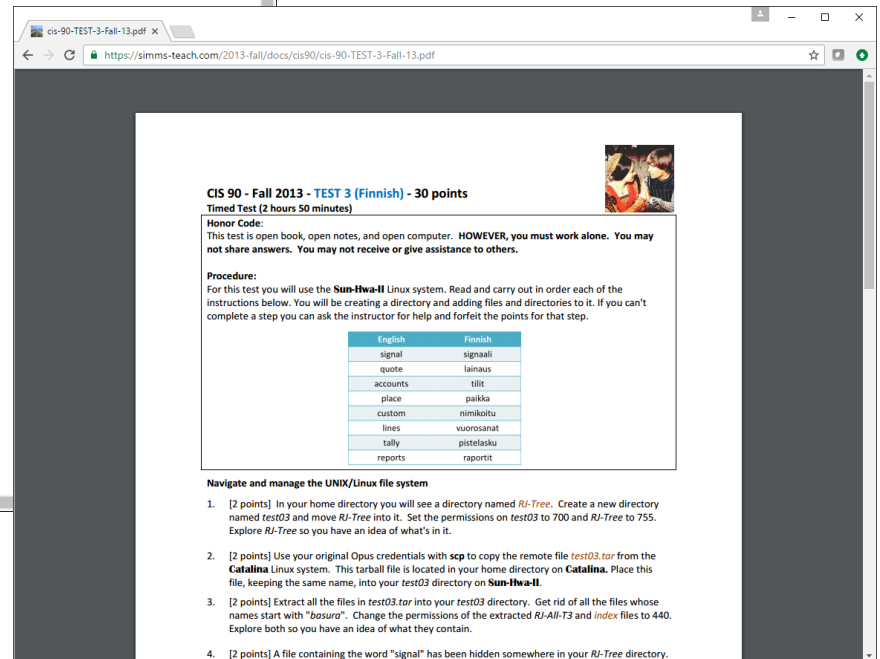 cis-90-TEST-3-Fall-13.pdf
https://simms-teach.com/2013-fall/docs/cis90/cis-90-TEST-3-Fall-13.pdf
CIS 90 - Fall 2013 - TEST 3 (Finnish) - 30 points
Timed Test (2 hours 50 minutes)
Honor Code:
This test is open book, open notes, and open computer. HOWEVER, you must work alone. You may
not share answers. You may not receive or give assistance to others.
Procedure:
For this test you will use the Sun-Hwa-II Linux system. Read and carry out in order each of the
instructions below. You will be creating a directory and adding files and directories to it. If you can't
complete a step you can ask the instructor for help and forfeit the points for that step.
English Finnish
signal signaali
quote lainaus
accounts tilit
place paikka
custom nimikoitu
lines vuorosanat
tally pistelasku
reports raportit
Navigate and manage the UNIX/Linux file system
1. [2 points] In your home directory you will see a directory named RJ-Tree. Create a new directory
named test03 and move RJ-Tree into it. Set the permissions on test03 to 700 and RJ-Tree to 755.
Explore RJ-Tree so you have an idea of what's in it.
2. [2 points] Use your original Opus credentials with scp to copy the remote file test03.tar from the
Catalina Linux system. This tarball file is located in your home directory on Catalina. Place this
file, keeping the same name, into your test03 directory on Sun-Hwa-II.
3. [2 points] Extract all the files in test03.tar into your test03 directory. Get rid of all the files whose
names start with "basura". Change the permissions of the extracted RJ-All-T3 and index files to 440.
Explore both so you have an idea of what they contain.
4. [2 points] A file containing the word "signal" has been hidden somewhere in your RJ-Tree directory.